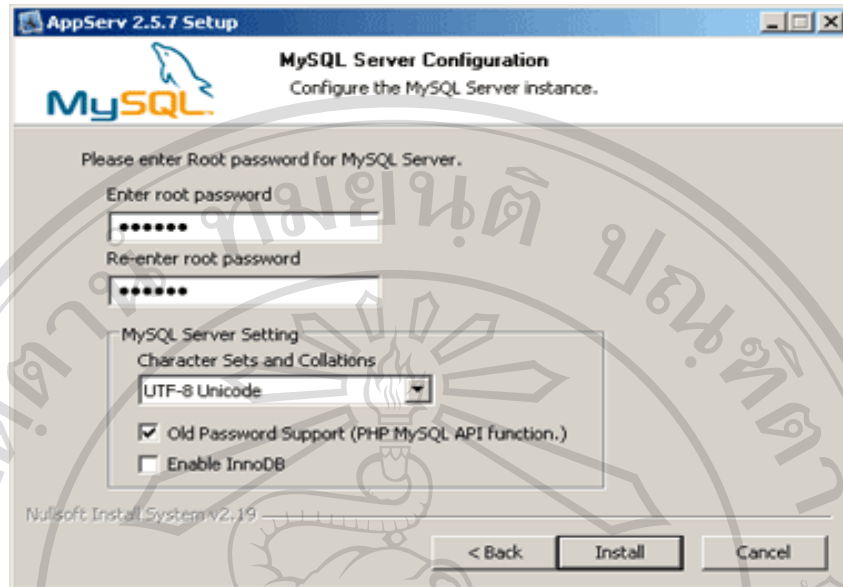 AppServ 2.5.7 Setup
MySQL
MySQL Server Configuration
Configure the MySQL Server instance.
Please enter Root password for MySQL Server.
Enter root password
••••••
Re-enter root password
••••••
MySQL Server Setting
Character Sets and Collations
UTF-8 Unicode
Old Password Support (PHP MySQL API function.)
Enable InnoDB
Nullsoft Install System v2.19
< Back
Install
Cancel